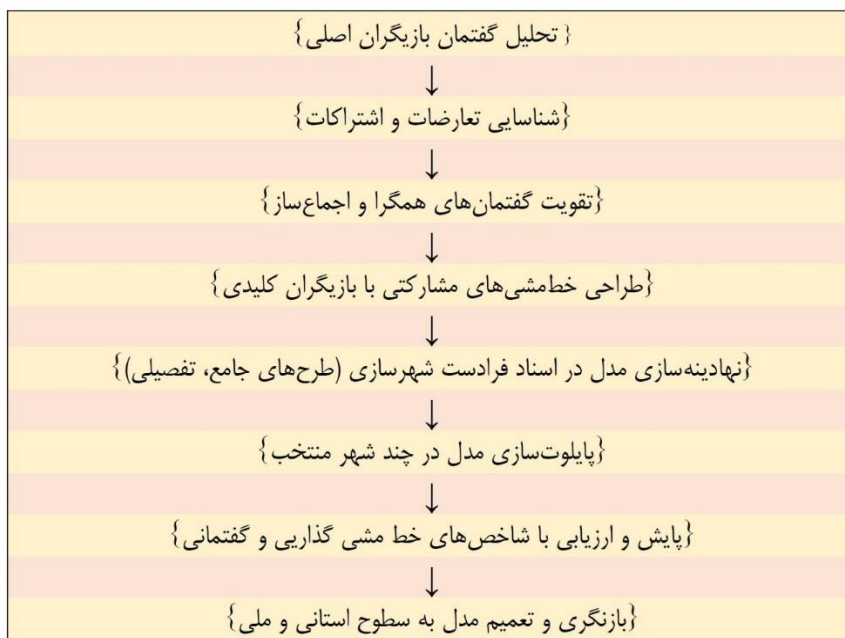 {تحلیل گفتمان بازیگران اصلی}
↓
{شناسایی تعارضات و اشتراکات}
↓
{تقویت گفتمان‌های همگرا و اجماع‌ساز}
↓
{طراحی خط‌مشی‌های مشارکتی با بازیگران کلیدی}
↓
{نهادینه‌سازی مدل در اسناد فرادست شهرسازی (طرح‌های جامع، تفصیلی)}
↓
{پایلوت‌سازی مدل در چند شهر منتخب}
↓
{پایش و ارزیابی با شاخص‌های خط مشی گذاریی و گفتمانی}
↓
{بازنگری و تعمیم مدل به سطوح استانی و ملی}